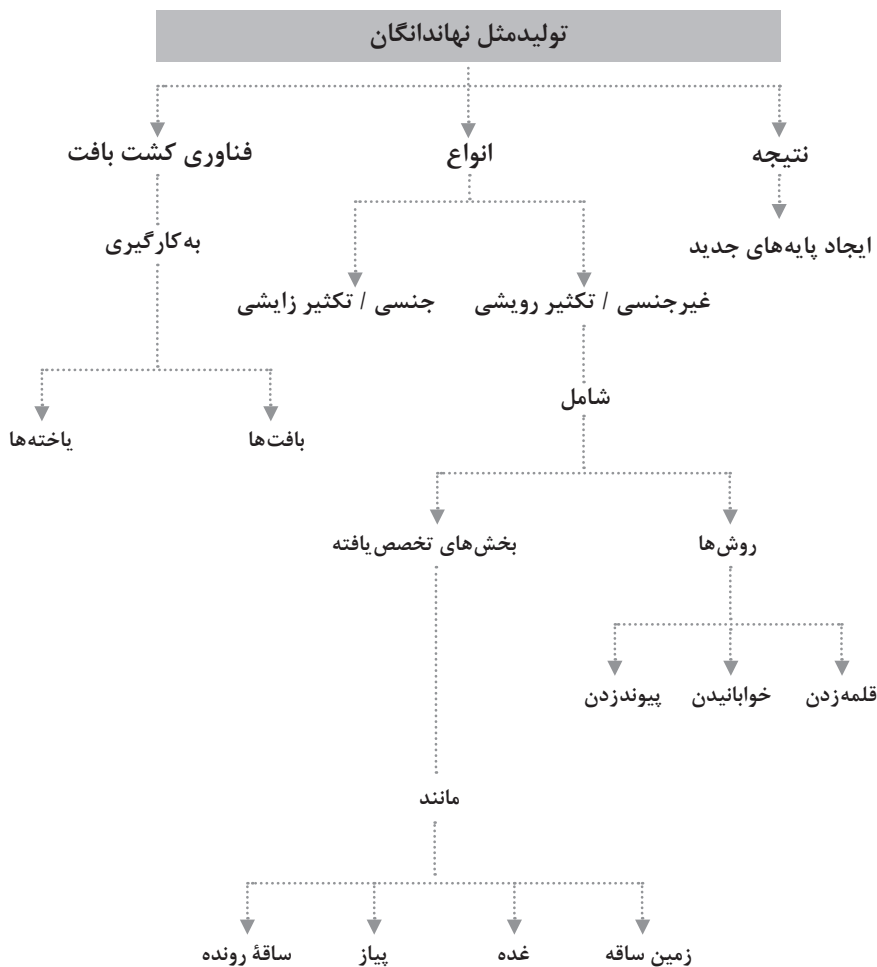 تولیدمثل نهاندانگان
نتیجه
انواع
فناوری کشت بافت
ایجاد پایه‌های جدید
به‌کارگیری
غیرجنسی / تکثیر رویشی
جنسی / تکثیر زایشی
شامل
بافت‌ها
یاخته‌ها
روش‌ها
بخش‌های تخصص‌یافته
قلمه‌زدن
خوابانیدن
پیوندزدن
مانند
زمین ساقه
غده
پیاز
ساقهٔ رونده